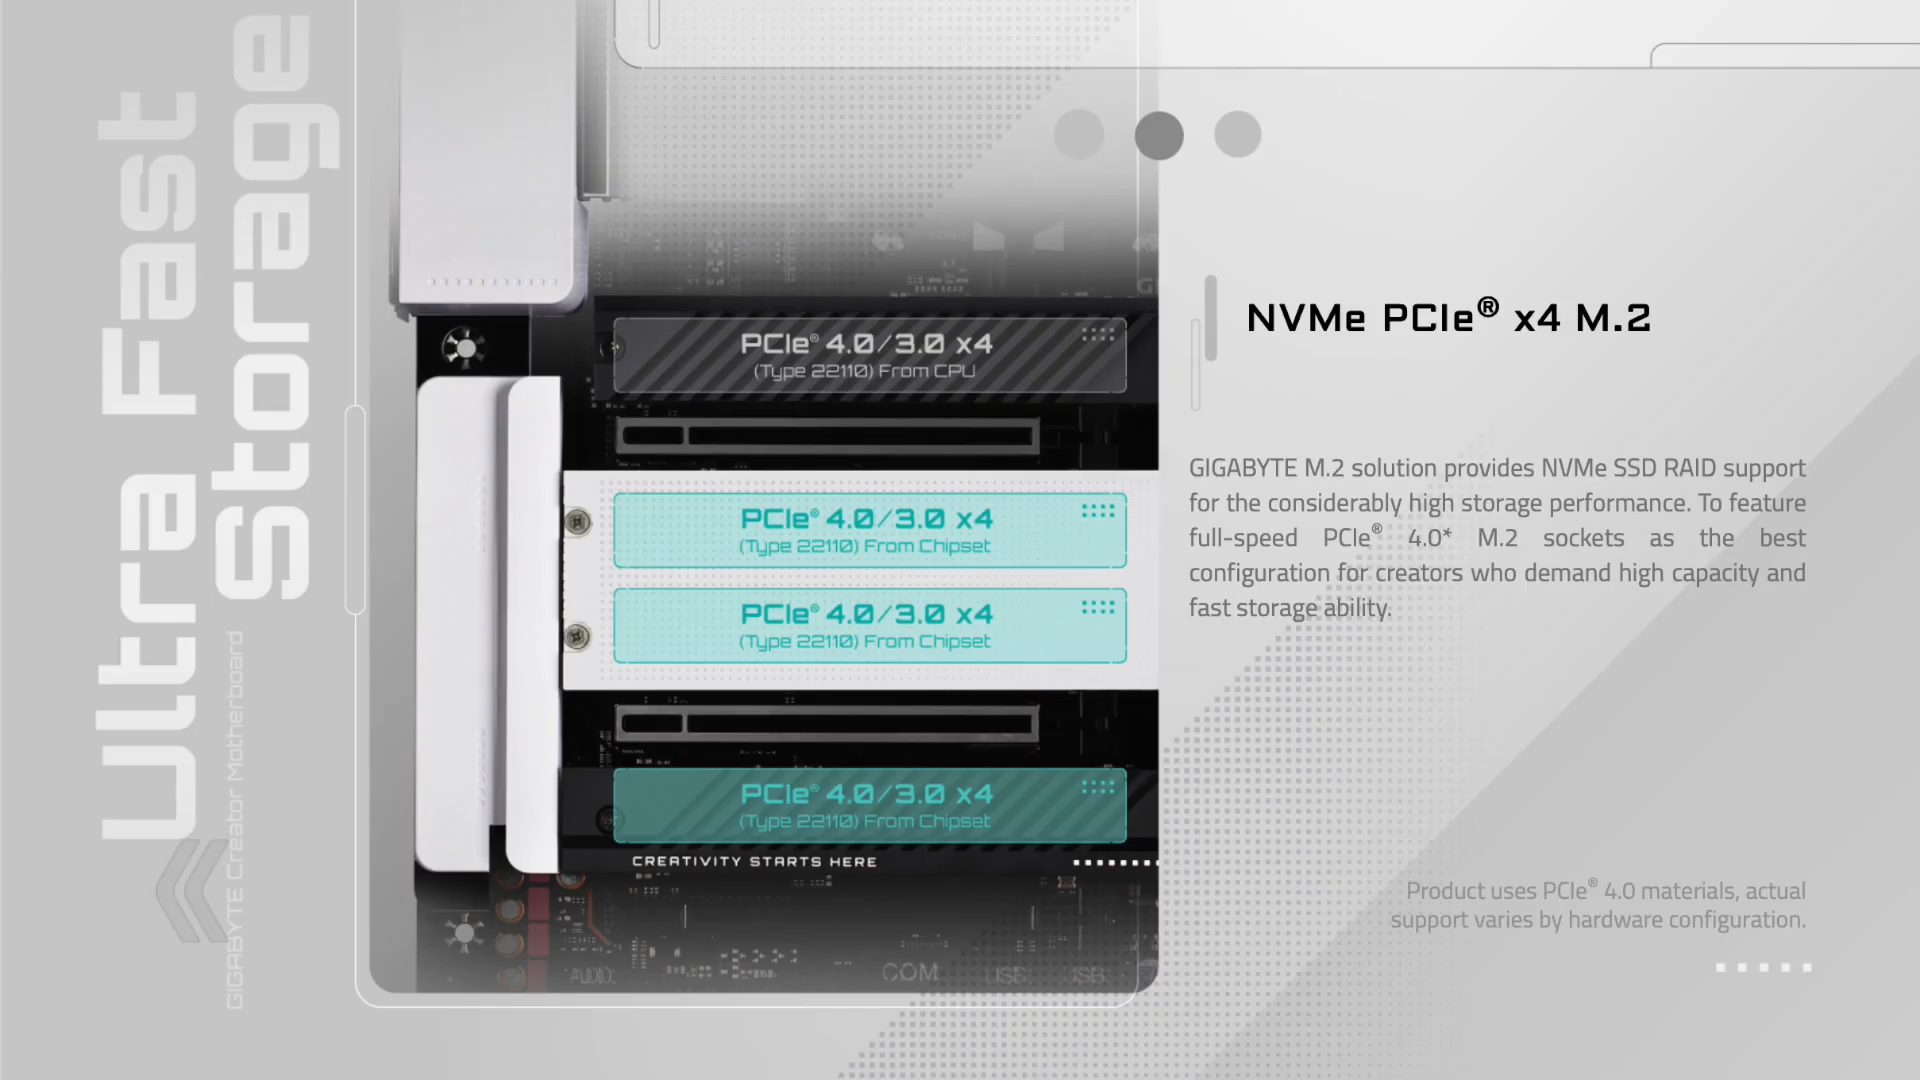 Ultra Fast
Storage
GIGABYTE Creator Motherboard
PCIe® 4.0/3.0 x4
(Type 22110) From CPU
PCIe® 4.0/3.0 x4
(Type 22110) From Chipset
PCIe® 4.0/3.0 x4
(Type 22110) From Chipset
PCIe® 4.0/3.0 x4
(Type 22110) From Chipset
CREATIVITY STARTS HERE
AUDIO
COM
USB
USB
NVMe PCIe® x4 M.2
GIGABYTE M.2 solution provides NVMe SSD RAID support
for the considerably high storage performance. To feature
full-speed PCIe® 4.0* M.2 sockets as the best
configuration for creators who demand high capacity and
fast storage ability.
Product uses PCIe® 4.0 materials, actual
support varies by hardware configuration.